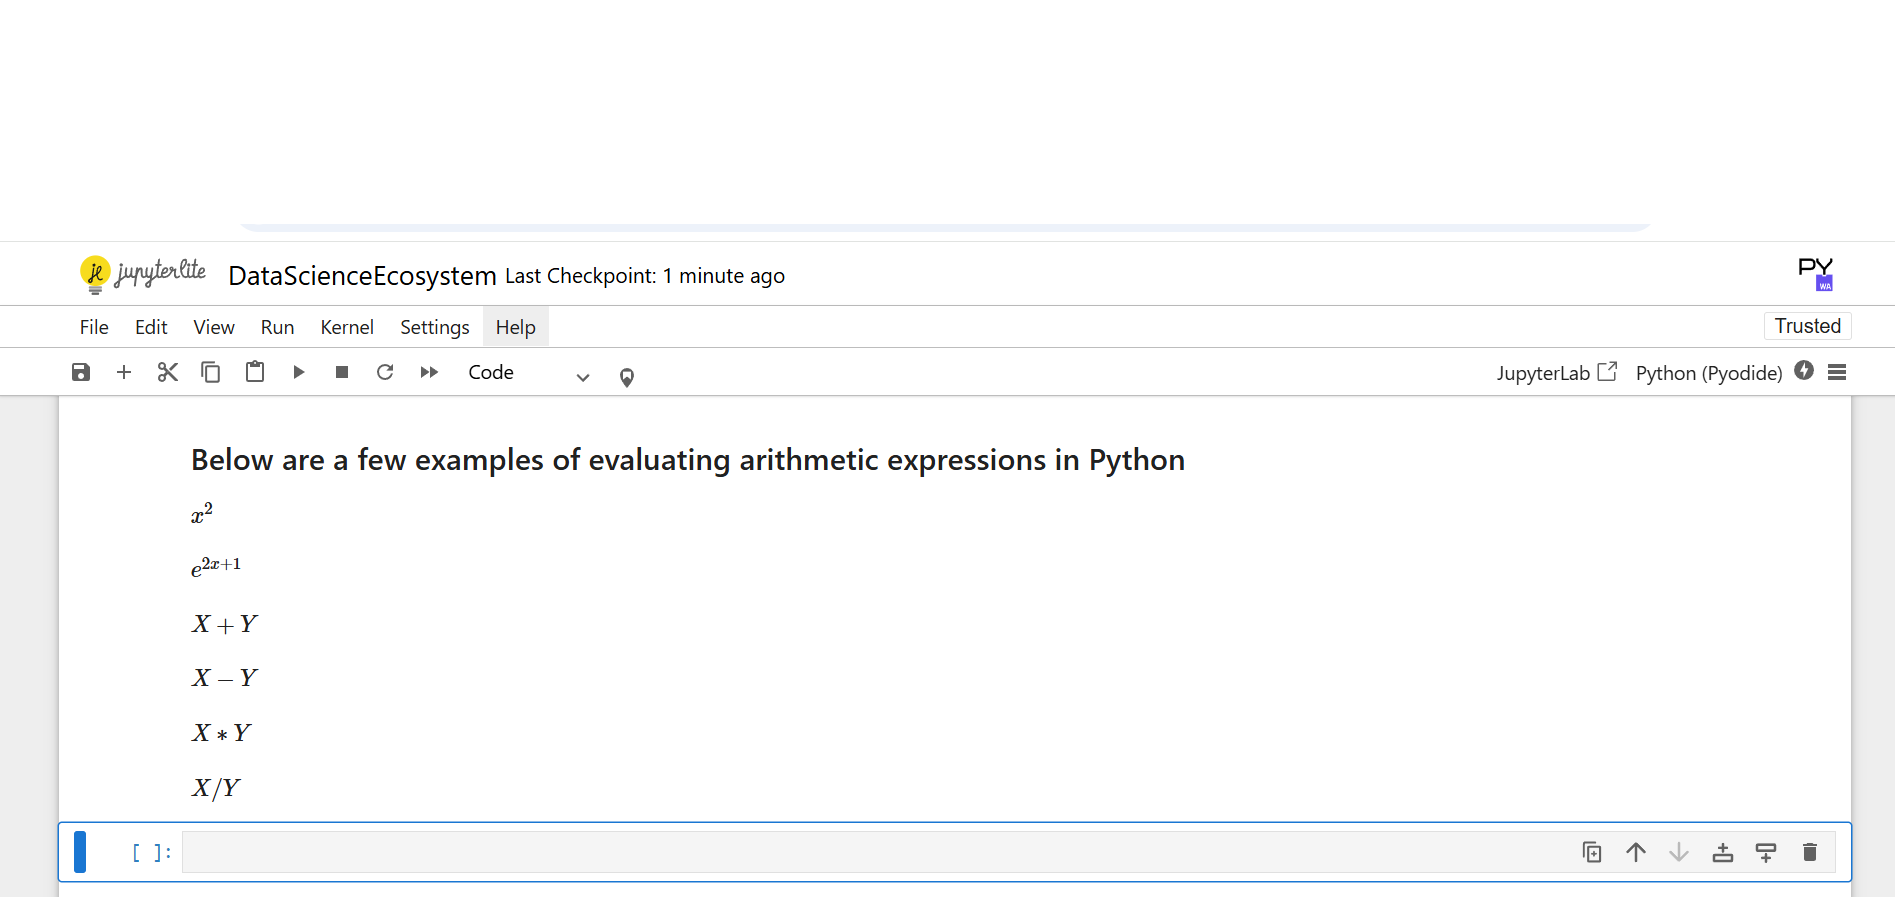 jupyterlite DataScienceEcosystem Last Checkpoint: 1 minute ago PY WA
File Edit View Run Kernel Settings Help Trusted
Code JupyterLab Python (Pyodide)
Below are a few examples of evaluating arithmetic expressions in Python
x²
e^{2x+1}
X + Y
X − Y
X ∗ Y
X/Y
[ ]: